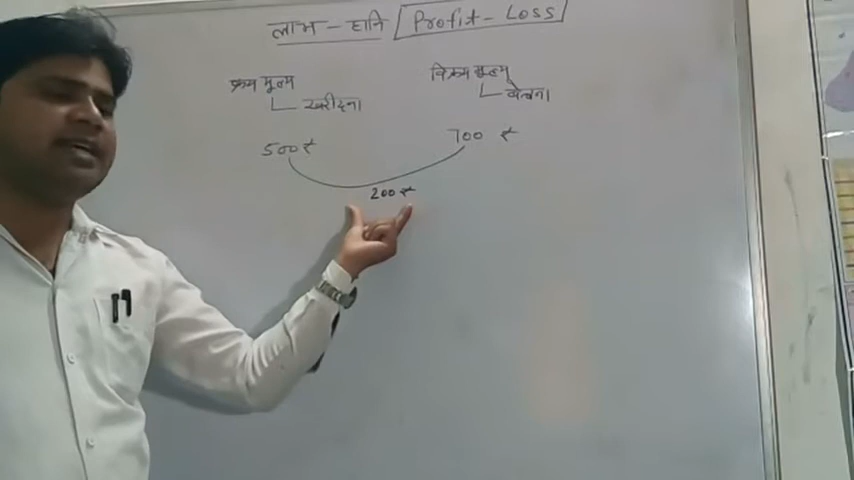 लाभ - हानि Profit - Loss
क्रय मूल्य विक्रय मूल्य
खरीदना बेचना
500 ₹ 700 ₹
200 ₹